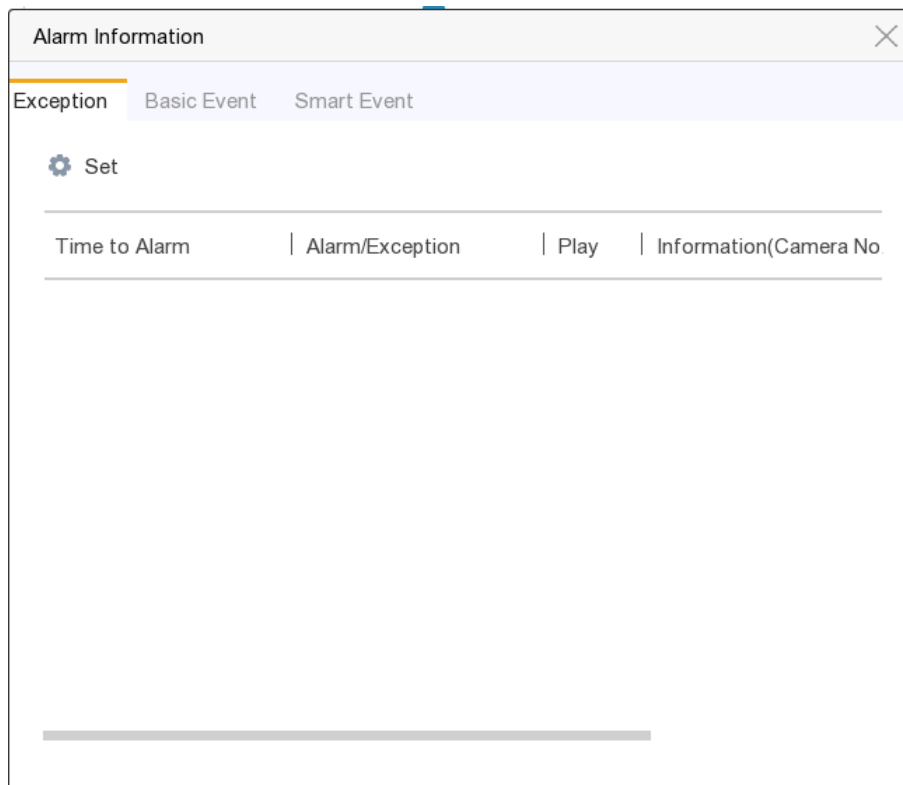 Alarm Information
Exception Basic Event Smart Event
Set
Time to Alarm Alarm/Exception Play Information(Camera No.